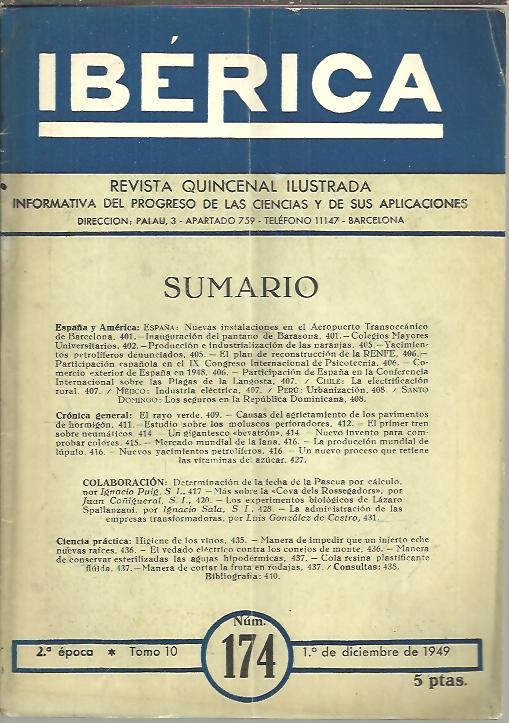 IBÉRICA
REVISTA QUINCENAL ILUSTRADA
INFORMATIVA DEL PROGRESO DE LAS CIENCIAS Y DE SUS APLICACIONES
DIRECCION: PALAU, 3 - APARTADO 759 - TELÉFONO 11147 - BARCELONA
SUMARIO
España y América: ESPAÑA: Nuevas instalaciones en el Aeropuerto Transoceánico
de Barcelona, 401.—Inauguración del pantano de Barasona, 401.—Colegios Mayores
Universitarios, 402.—Producción e industrialización de las naranjas, 405.—Yacimien-
tos petrolíferos denunciados, 405. — El plan de reconstrucción de la RENFE, 406.—
Participación española en el IX Congreso Internacional de Psicotecnia, 406. — Co-
mercio exterior de España en 1948, 406. — Participación de España en la Conferencia
Internacional sobre las Plagas de la Langosta, 407. / CHILE: La electrificación
rural, 407. / MÉJICO: Industria eléctrica, 407. / PERÚ: Urbanización, 408. / SANTO
DOMINGO: Los seguros en la República Dominicana, 408.
Crónica general: El rayo verde, 409. — Causas del agrietamiento de los pavimentos
de hormigón, 411. — Estudio sobre los moluscos perforadores, 412. — El primer tren
sobre neumáticos, 414 — Un gigantesco «bevatrón», 414 — Nuevo invento para com-
probar colores, 415. — Mercado mundial de la lana, 416. — La producción mundial de
lúpulo, 416. — Nuevos yacimientos petrolíferos, 416 — Un nuevo proceso que retiene
las vitaminas del azúcar, 427.
COLABORACIÓN: Determinación de la fecha de la Pascua por cálculo,
por Ignacio Puig, S. I., 417 — Más sobre la «Cova dels Rossegadors», por
Juan Cañigueral, S. I., 420. — Los experimentos biológicos de Lázaro
Spallanzani, por Ignacio Sala, S. I., 428. — La administración de las
empresas transformadoras, por Luis González de Castro, 431.
Ciencia práctica: Higiene de los vinos, 435. — Manera de impedir que un injerto eche
nuevas raíces, 436. — El vedado eléctrico contra los conejos de monte, 436. — Manera
de conservar esterilizadas las agujas hipodérmicas, 437. — Cola resina plastificante
flúida, 437.—Manera de cortar la fruta en rodajas, 437. / Consultas: 438.
Bibliografía: 440.
2.ª época * Tomo 10
Núm.
174
1.º de diciembre de 1949
5 ptas.